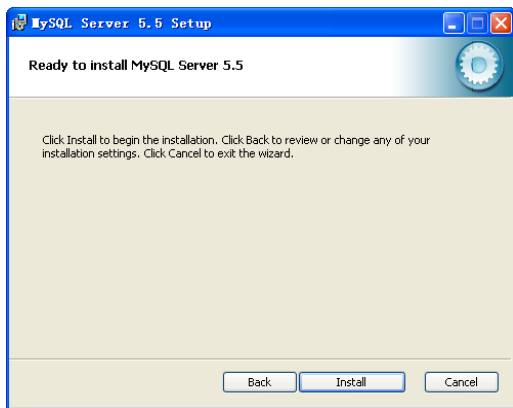 MySQL Server 5.5 Setup
Ready to install MySQL Server 5.5
Click Install to begin the installation. Click Back to review or change any of your
installation settings. Click Cancel to exit the wizard.
Back
Install
Cancel